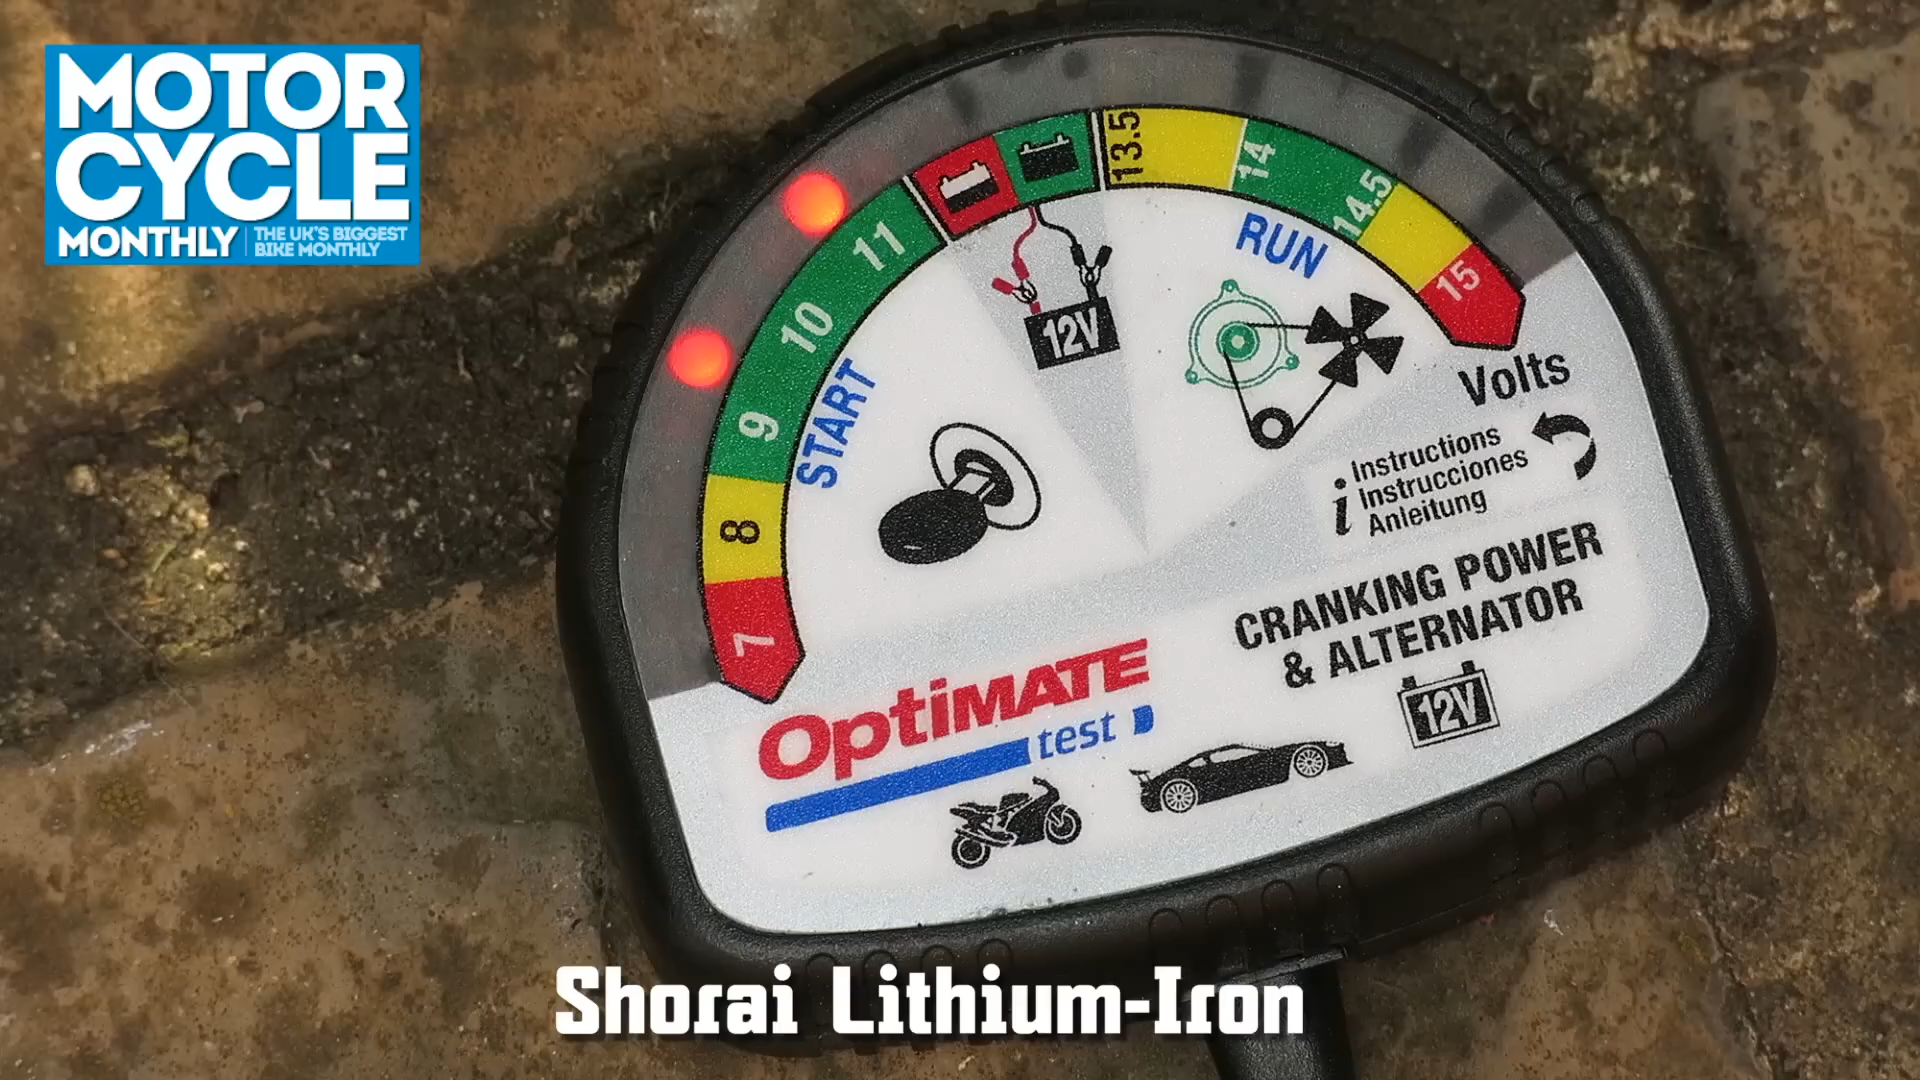 MOTOR
CYCLE
MONTHLY
THE UK'S BIGGEST
BIKE MONTHLY
7
8
9
10
11
13.5
14
14.5
15
START
12V
RUN
Volts
i Instructions
Instrucciones
Anleitung
CRANKING POWER
& ALTERNATOR
12V
OptiMATE
test
Shorai Lithium-Iron